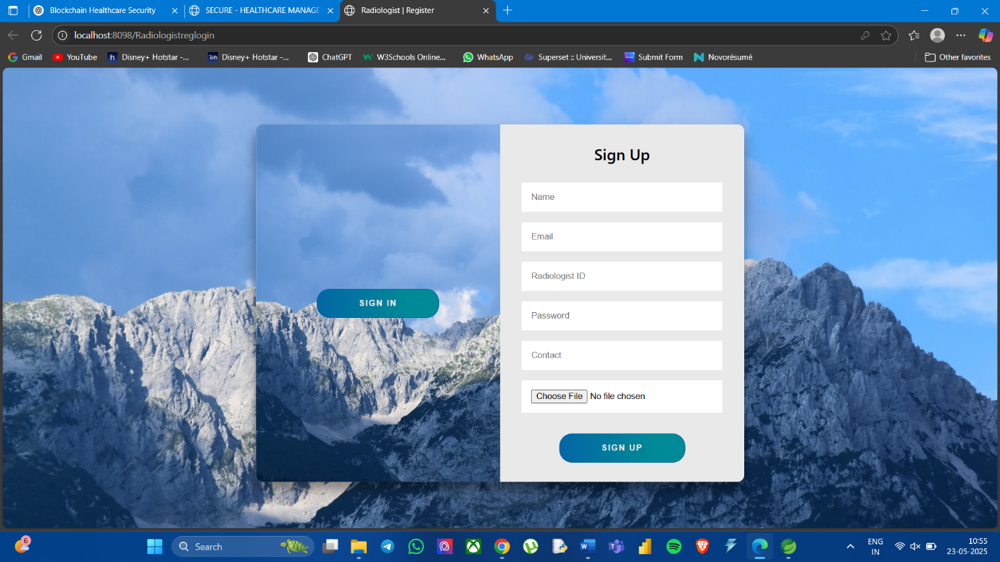 Blockchain Healthcare Security
SECURE - HEALTHCARE MANAGE
Radiologist | Register
localhost:8098/Radiologistreglogin
Gmail
YouTube
Disney+ Hotstar -...
Disney+ Hotstar -...
ChatGPT
W3Schools Online...
WhatsApp
Superset :: Universit...
Submit Form
Novorésumé
Other favorites
Sign Up
Name
Email
Radiologist ID
Password
Contact
Choose File No file chosen
SIGN UP
SIGN IN
6
Search
ENG
IN
10:55
23-05-2025